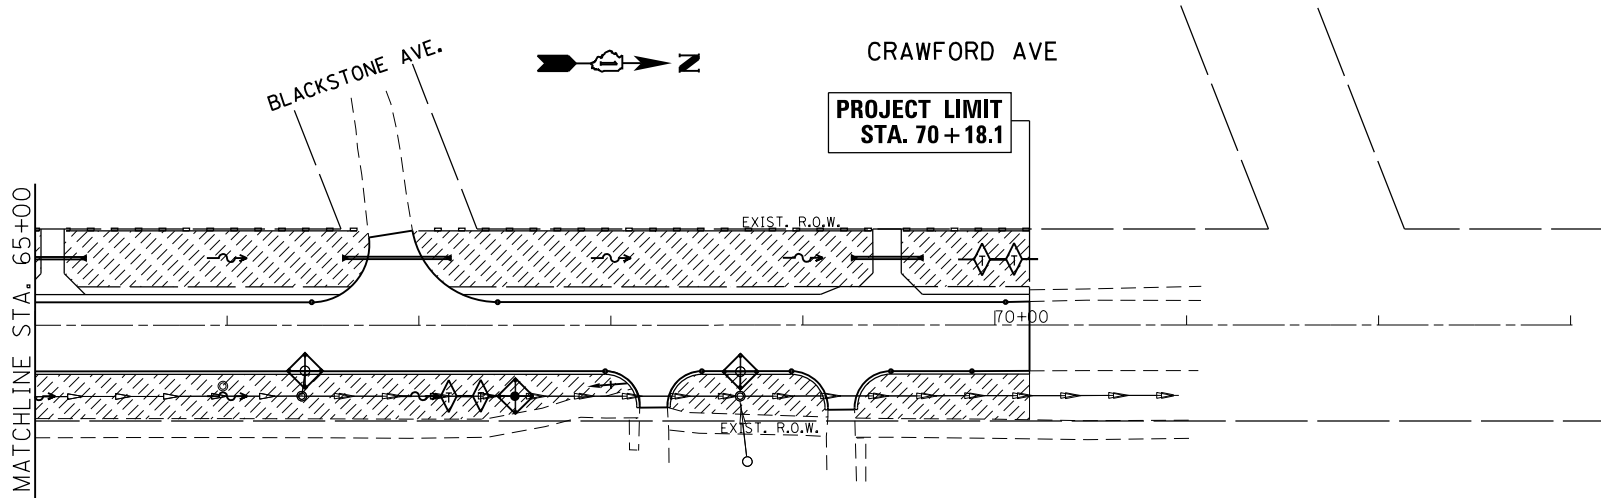 BLACKSTONE AVE.
N
CRAWFORD AVE
PROJECT LIMIT
STA. 70+18.1
MATCHLINE STA. 65+00
EXIST. R.O.W.
T T
70+00
T T
EXIST. R.O.W.